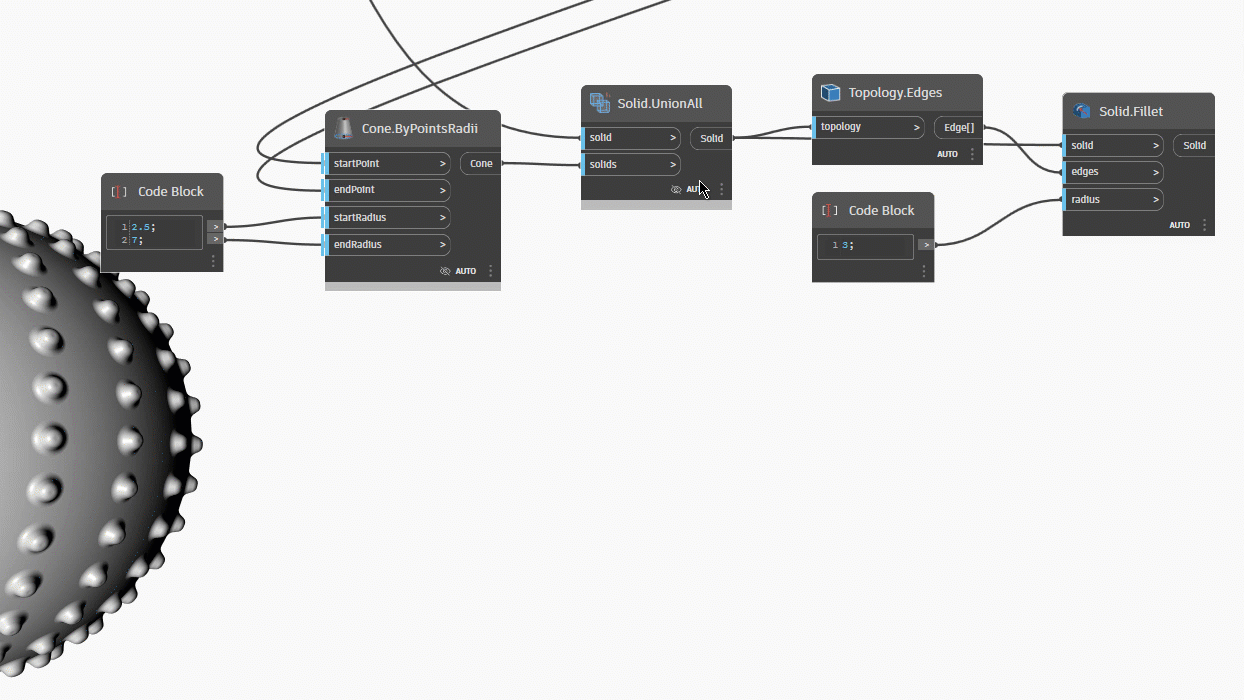 Code Block
1 2.5;
2 7;
>
>
Cone.ByPointsRadii
startPoint >
Cone
endPoint >
startRadius >
endRadius >
AUTO
Solid.UnionAll
solid >
Solid
solids >
Topology.Edges
topology >
Edge[]
AUTO
Code Block
1 3;
>
Solid.Fillet
solid >
Solid
edges >
radius >
AUTO